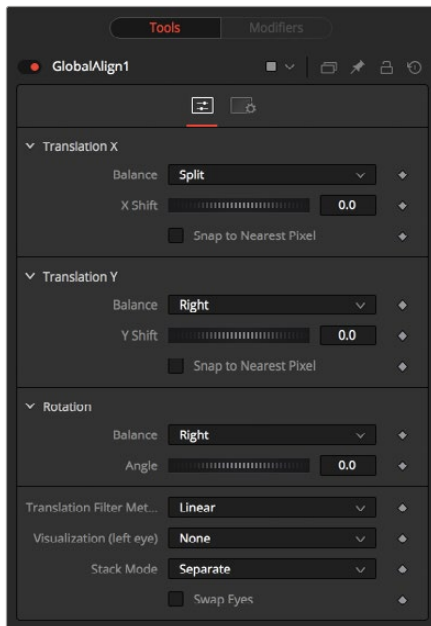 Tools Modifiers
GlobalAlign1
Translation X
Balance Split
X Shift 0.0
Snap to Nearest Pixel
Translation Y
Balance Right
Y Shift 0.0
Snap to Nearest Pixel
Rotation
Balance Right
Angle 0.0
Translation Filter Met... Linear
Visualization (left eye) None
Stack Mode Separate
Swap Eyes